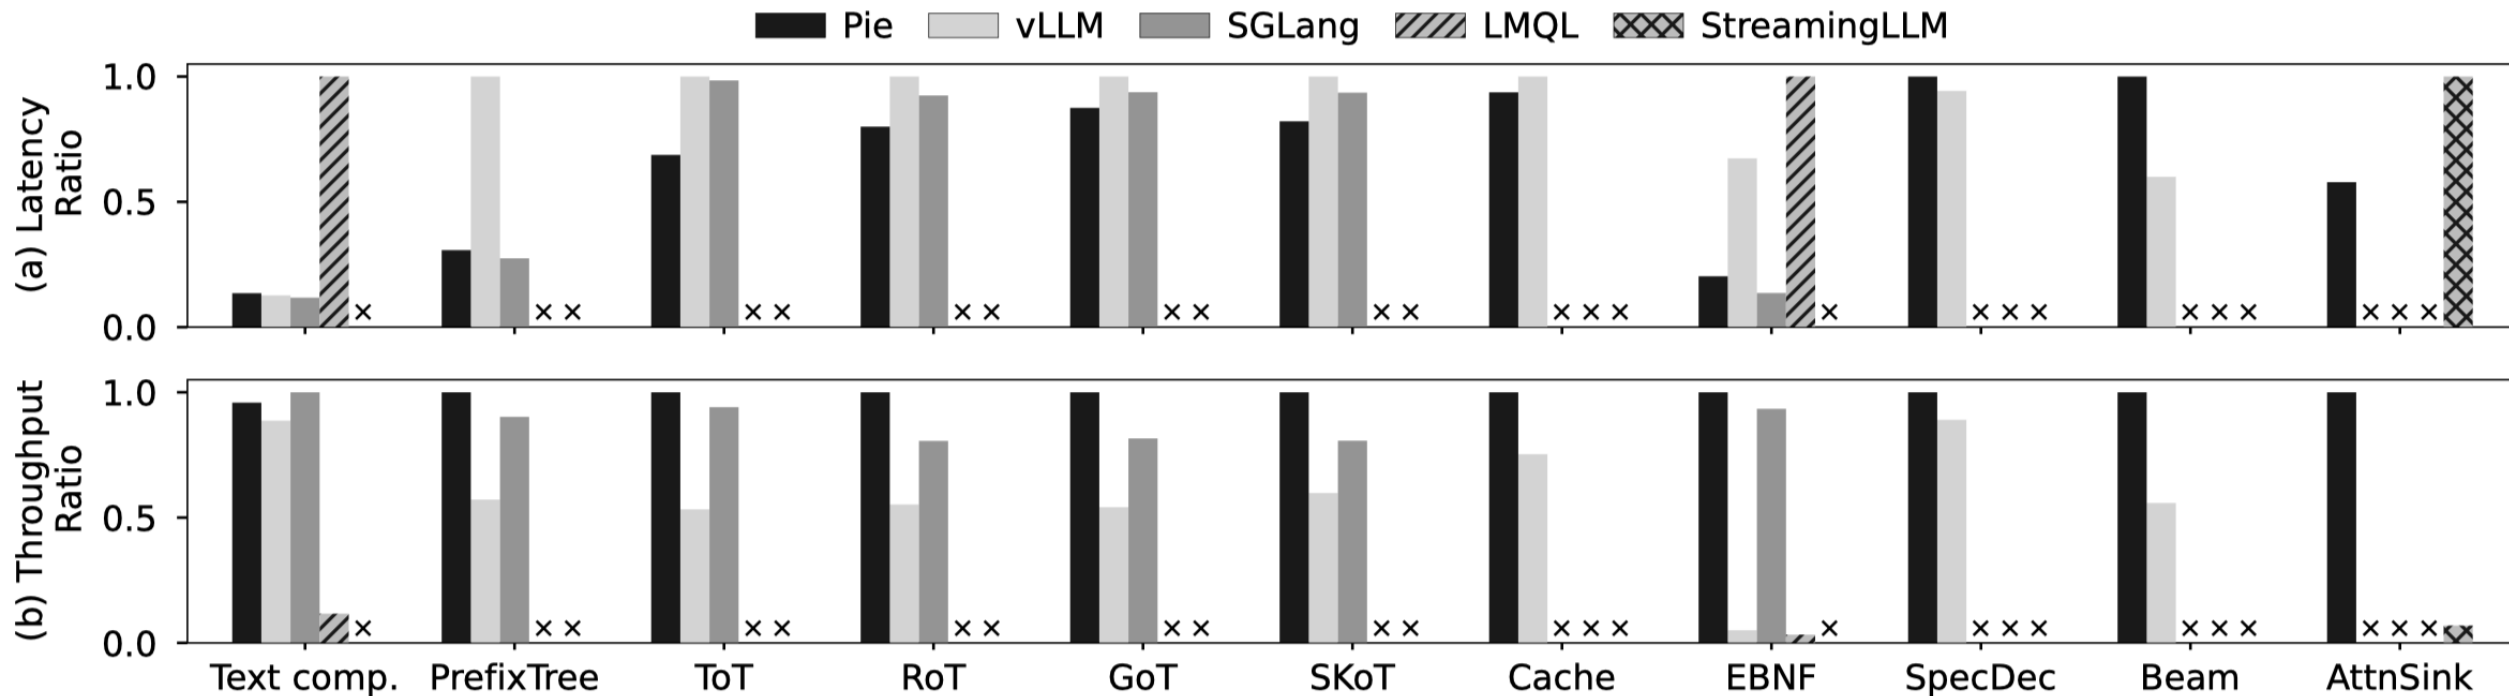 Pie vLLM SGLang LMQL StreamingLLM
(a) Latency
Ratio
1.0
0.5
0.0
× × × × × × × × × × × × × × × × × × × × × × × ×
(b) Throughput
Ratio
1.0
0.5
0.0
× × × × × × × × × × × × × × × × × × × × × × × ×
Text comp. PrefixTree ToT RoT GoT SKoT Cache EBNF SpecDec Beam AttnSink